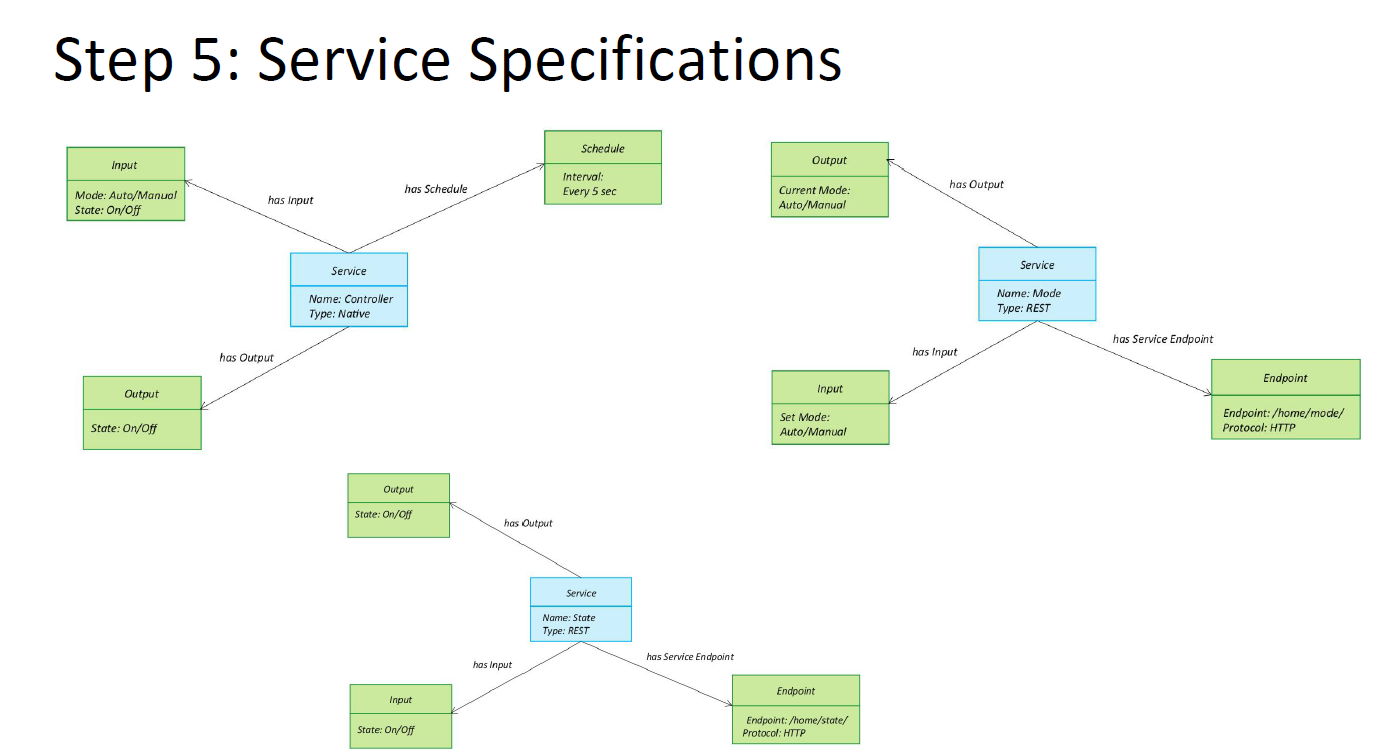 Step 5: Service Specifications
Input
Mode: Auto/Manual
State: On/Off
has Input
has Schedule
Schedule
Interval:
Every 5 sec
Service
Name: Controller
Type: Native
has Output
Output
State: On/Off
Output
Current Mode:
Auto/Manual
has Output
Service
Name: Mode
Type: REST
has Input
has Service Endpoint
Input
Set Mode:
Auto/Manual
Endpoint
Endpoint: /home/mode/
Protocol: HTTP
Output
State: On/Off
has Output
Service
Name: State
Type: REST
has Input
has Service Endpoint
Input
State: On/Off
Endpoint
Endpoint: /home/state/
Protocol: HTTP